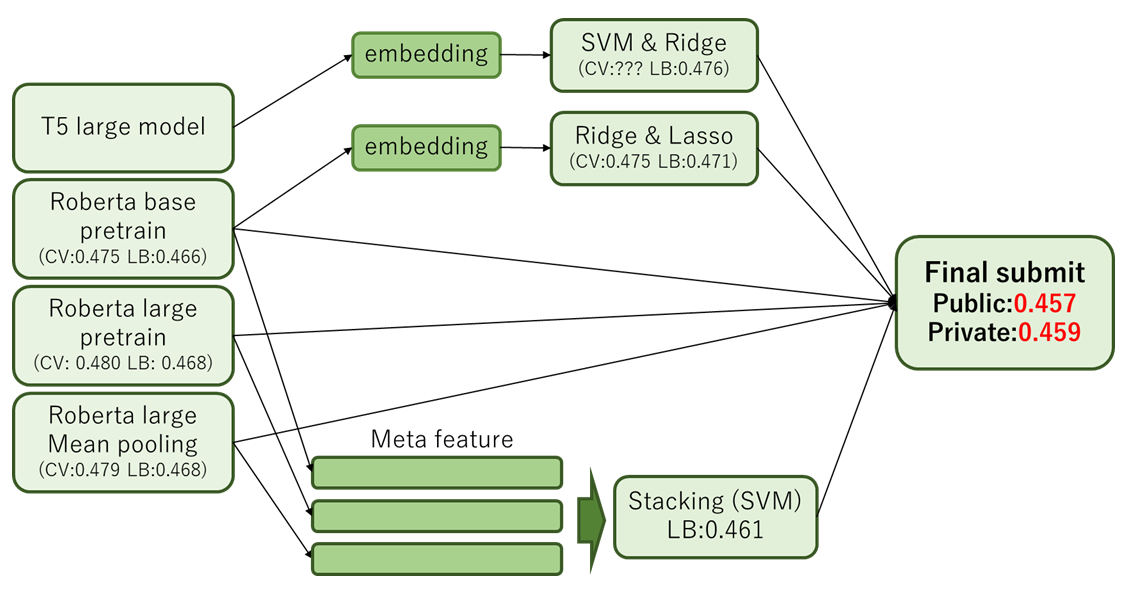 embedding
SVM & Ridge
(CV:??? LB:0.476)
T5 large model
embedding
Ridge & Lasso
(CV:0.475 LB:0.471)
Roberta base
pretrain
(CV:0.475 LB:0.466)
Roberta large
pretrain
(CV: 0.480 LB: 0.468)
Roberta large
Mean pooling
(CV:0.479 LB:0.468)
Meta feature
Stacking (SVM)
LB:0.461
Final submit
Public:0.457
Private:0.459